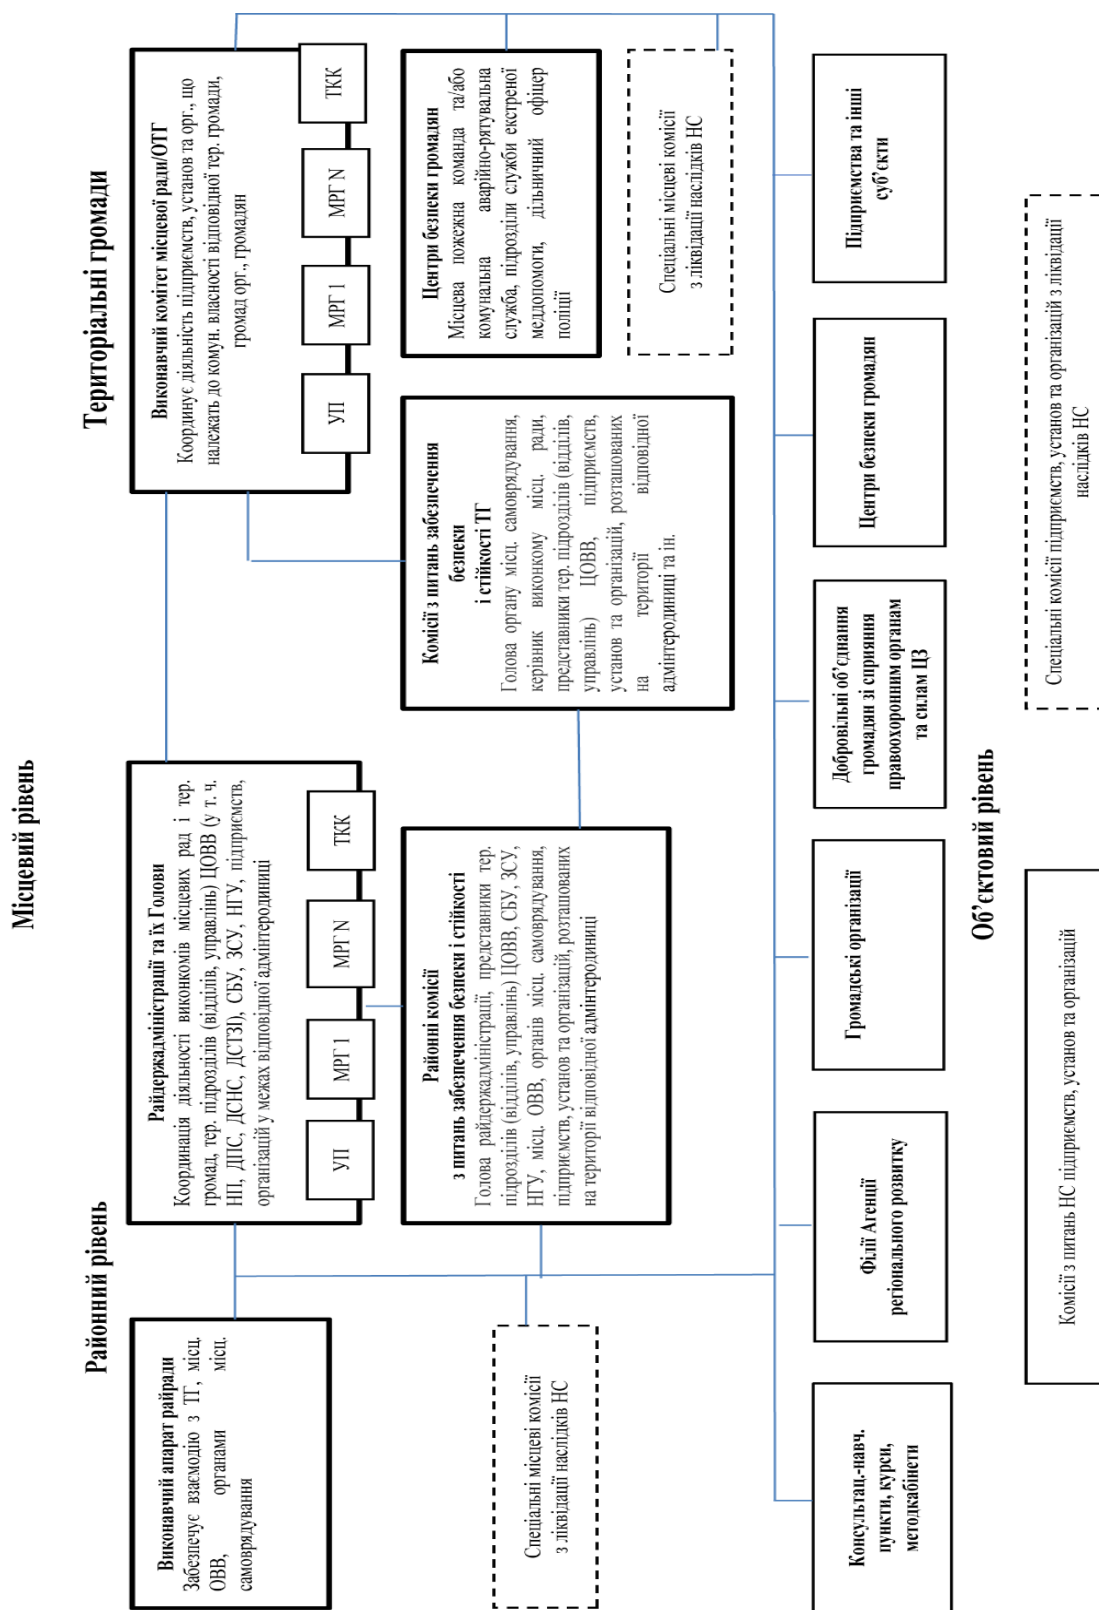 Місцевий рівень
Районний рівень
Територіальні громади
Виконавчий апарат райради
Забезпечує взаємодію з ТГ, місц.
ОВВ, органами місц.
самоврядування
Райдержадміністрації та їх Голови
Координація діяльності виконкомів місцевих рад і тер.
громад, тер. підрозділів (відділів, управлінь) ЦОВВ (у т. ч.
НП, ДПС, ДСНС, ДСТЗІ), СБУ, ЗСУ, НГУ, підприємств,
організацій у межах відповідної адмінтеродиниці
УП
МРГ 1
МРГ N
ТКК
Виконавчий комітет місцевої ради/ОТГ
Координує діяльність підприємств, установ та орг., що
належать до комун. власності відповідної тер. громади,
громад орг., громадян
УП
МРГ 1
МРГ N
ТКК
Спеціальні місцеві комісії
з ліквідації наслідків НС
Районні комісії
з питань забезпечення безпеки і стійкості
Голова райдержадміністрації, представники тер.
підрозділів (відділів, управлінь) ЦОВВ, СБУ, ЗСУ,
НГУ, місц. ОВВ, органів місц. самоврядування,
підприємств, установ та організацій, розташованих
на території відповідної адмінтеродиниці
Комісії з питань забезпечення
безпеки
і стійкості ТГ
Голова органу місц. самоврядування,
керівник виконкому місц. ради,
представники тер. підрозділів (відділів,
управлінь) ЦОВВ, підприємств,
установ та організацій, розташованих
на території відповідної
адмінтеродиниці та ін.
Центри безпеки громадян
Місцева пожежна команда та/або
комунальна аварійно-рятувальна
служба, підрозділи служби екстреної
меддопомоги, дільничний офіцер
поліції
Спеціальні місцеві комісії
з ліквідації наслідків НС
Консультац.-навч.
пункти, курси,
методкабінети
Філії Агенції
регіонального розвитку
Громадські організації
Добровільні об’єднання
громадян зі сприяння
правоохоронним органам
та силам ЦЗ
Центри безпеки громадян
Підприємства та інші
суб’єкти
Об’єктовий рівень
Комісії з питань НС підприємств, установ та організацій
Спеціальні комісії підприємств, установ та організацій з ліквідації
наслідків НС